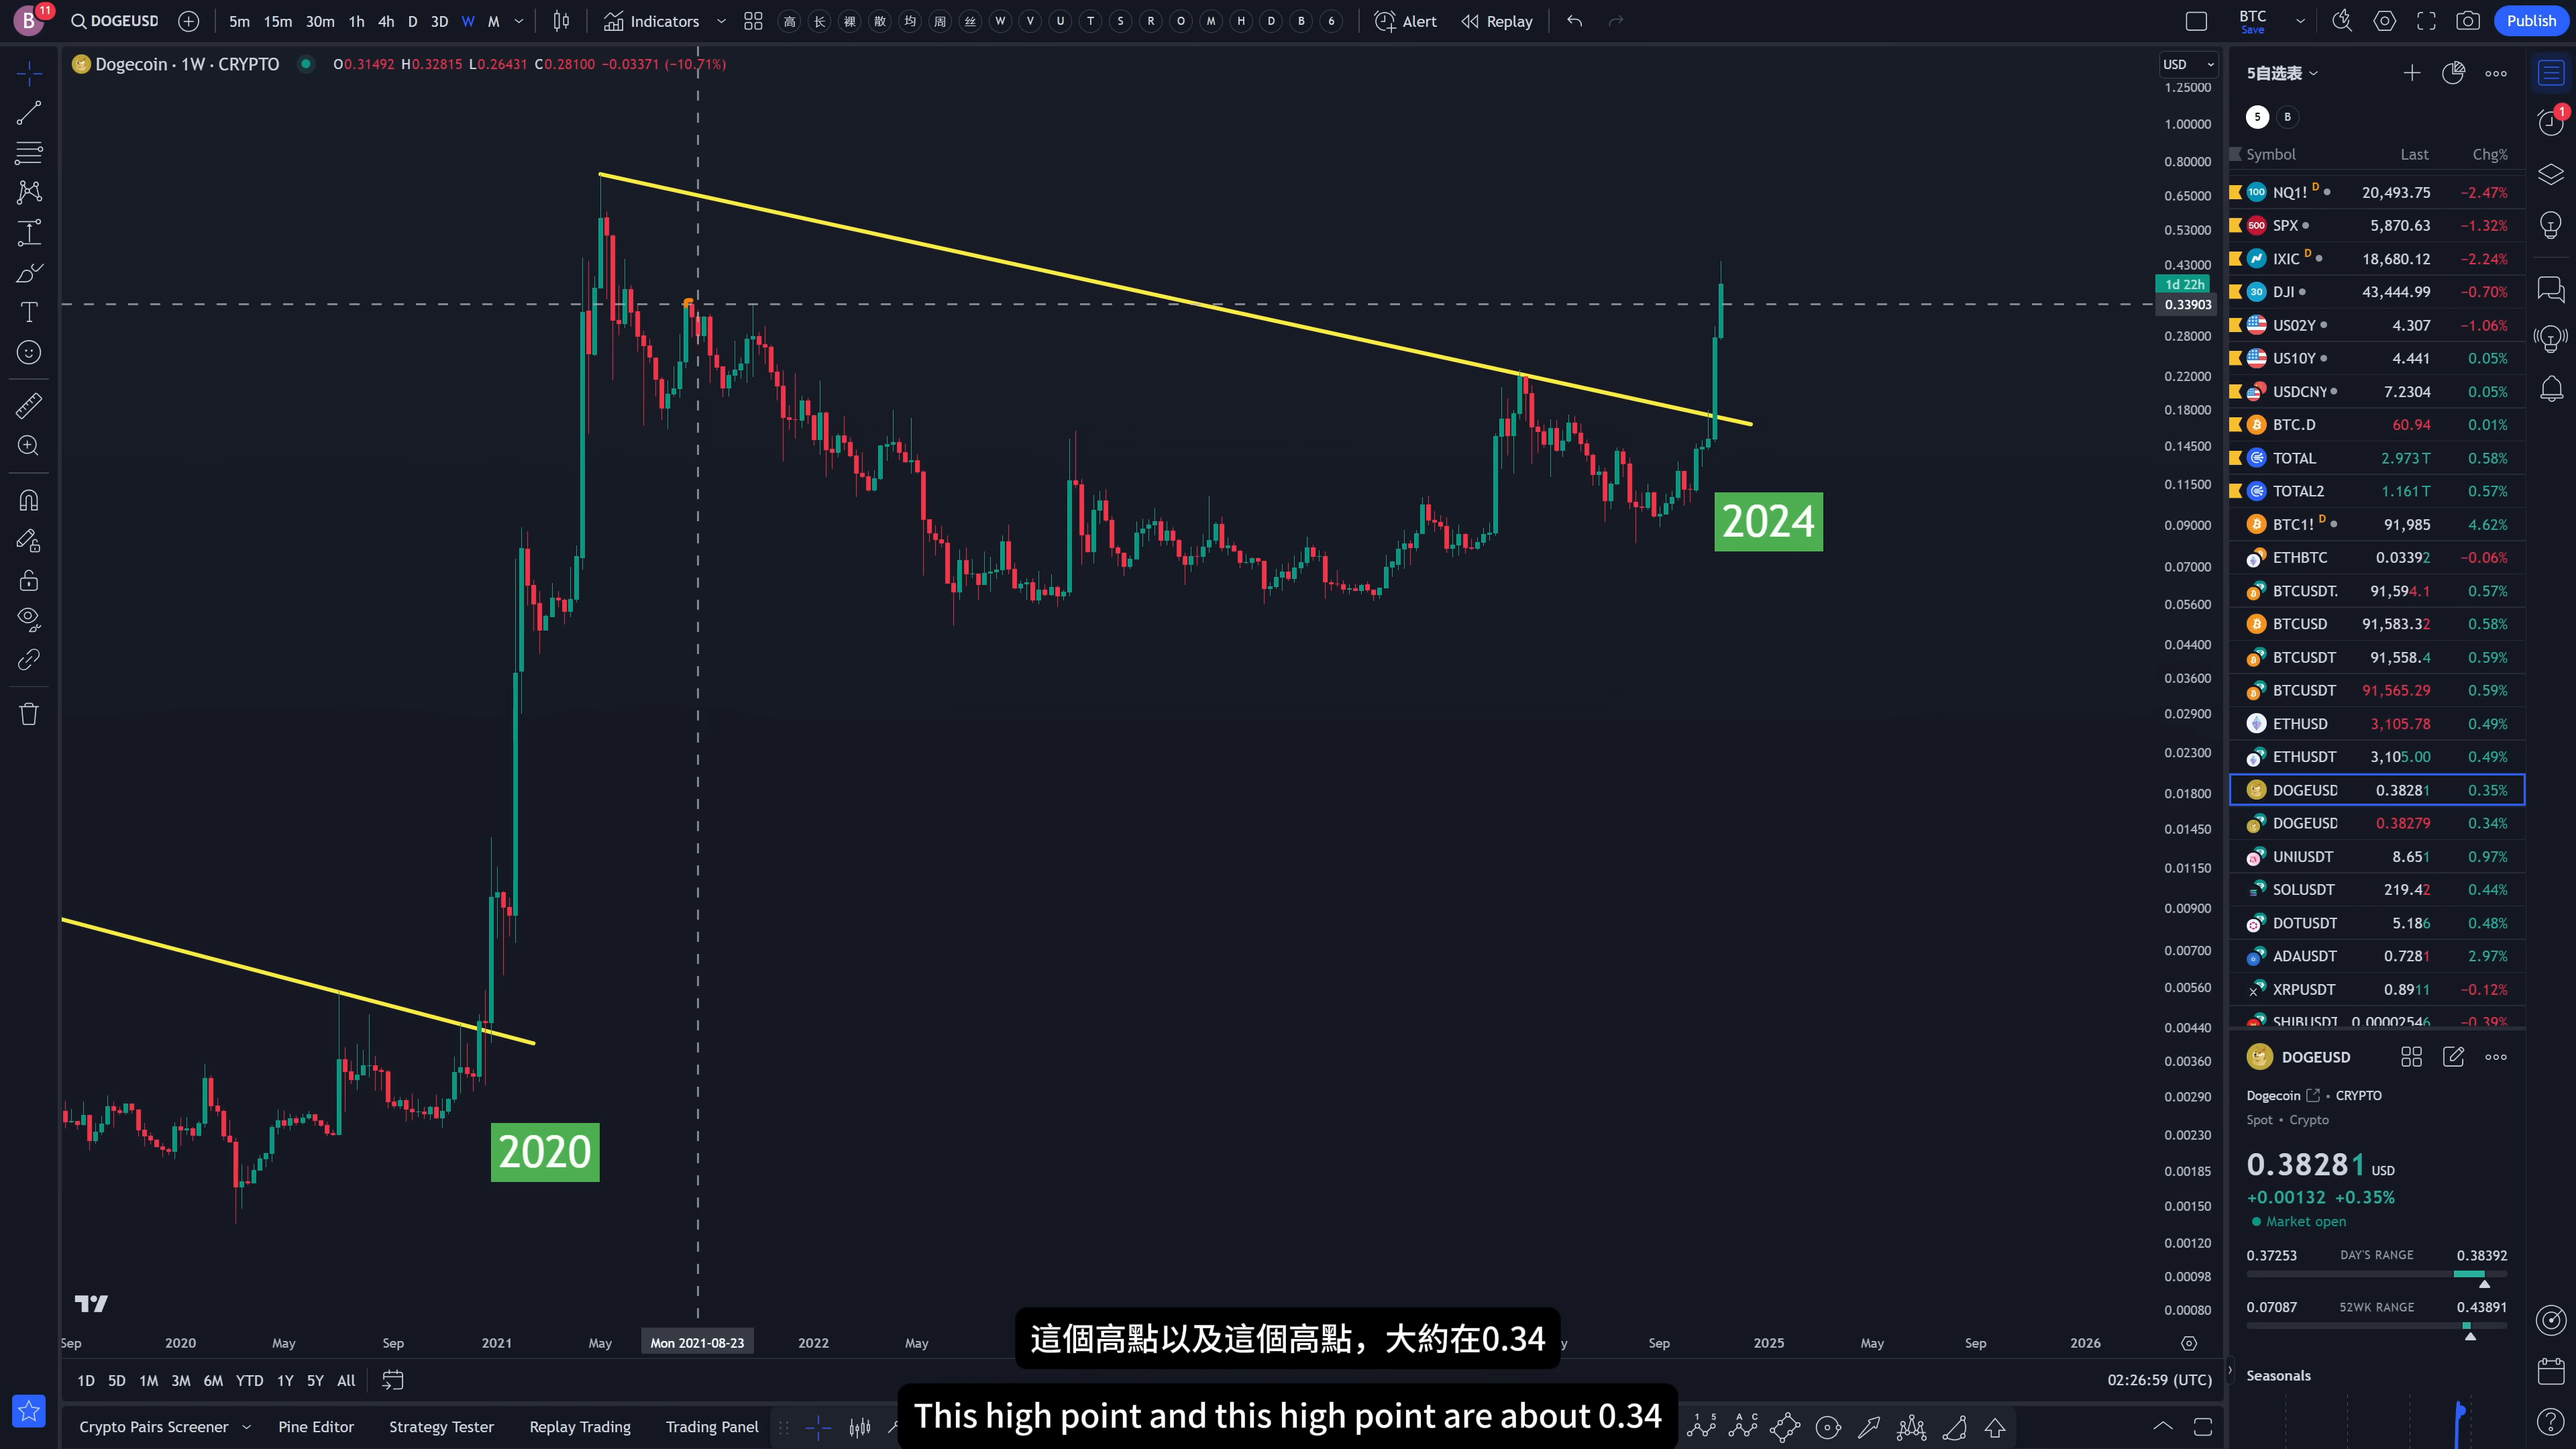 B 11 DOGEUSD 5m 15m 30m 1h 4h D 3D W M Indicators 高 长 裸 散 均 周 丝 W V U T S R O M H D B 6 Alert Replay BTC Save Publish
Dogecoin · 1W · CRYPTO O0.31492 H0.32815 L0.26431 C0.28100 −0.03371 (−10.71%)
USD
1.25000
1.00000
0.80000
0.65000
0.53000
0.43000
1d 22h
0.33903
0.28000
0.22000
0.18000
0.14500
0.11500
0.09000
0.07000
0.05600
0.04400
0.03600
0.02900
0.02300
0.01800
0.01450
0.01150
0.00900
0.00700
0.00560
0.00440
0.00360
0.00290
0.00230
0.00185
0.00150
0.00120
0.00098
0.00080
2024
2020
Sep 2020 May Sep 2021 May Mon 2021-08-23 2022 May Sep 2025 May Sep 2026
這個高點以及這個高點，大約在0.34
1D 5D 1M 3M 6M YTD 1Y 5Y All
02:26:59 (UTC)
This high point and this high point are about 0.34
Crypto Pairs Screener Pine Editor Strategy Tester Replay Trading Trading Panel
5自选表
5 B
Symbol Last Chg%
NQ1! D 20,493.75 −2.47%
SPX 5,870.63 −1.32%
IXIC D 18,680.12 −2.24%
DJI 43,444.99 −0.70%
US02Y 4.307 −1.06%
US10Y 4.441 0.05%
USDCNY 7.2304 0.05%
BTC.D 60.94 0.01%
TOTAL 2.973 T 0.58%
TOTAL2 1.161 T 0.57%
BTC1! D 91,985 4.62%
ETHBTC 0.03392 −0.06%
BTCUSDT. 91,594.1 0.57%
BTCUSD 91,583.32 0.58%
BTCUSDT 91,558.4 0.59%
BTCUSDT 91,565.29 0.59%
ETHUSD 3,105.78 0.49%
ETHUSDT 3,105.00 0.49%
DOGEUSD 0.38281 0.35%
DOGEUSD 0.38279 0.34%
UNIUSDT 8.651 0.97%
SOLUSDT 219.42 0.44%
DOTUSDT 5.186 0.48%
ADAUSDT 0.7281 2.97%
XRPUSDT 0.8911 −0.12%
SHIBUSDT 0.00002546 −0.39%
DOGEUSD
Dogecoin • CRYPTO
Spot • Crypto
0.38281 USD
+0.00132 +0.35%
Market open
0.37253 DAY'S RANGE 0.38392
0.07087 52WK RANGE 0.43891
Seasonals